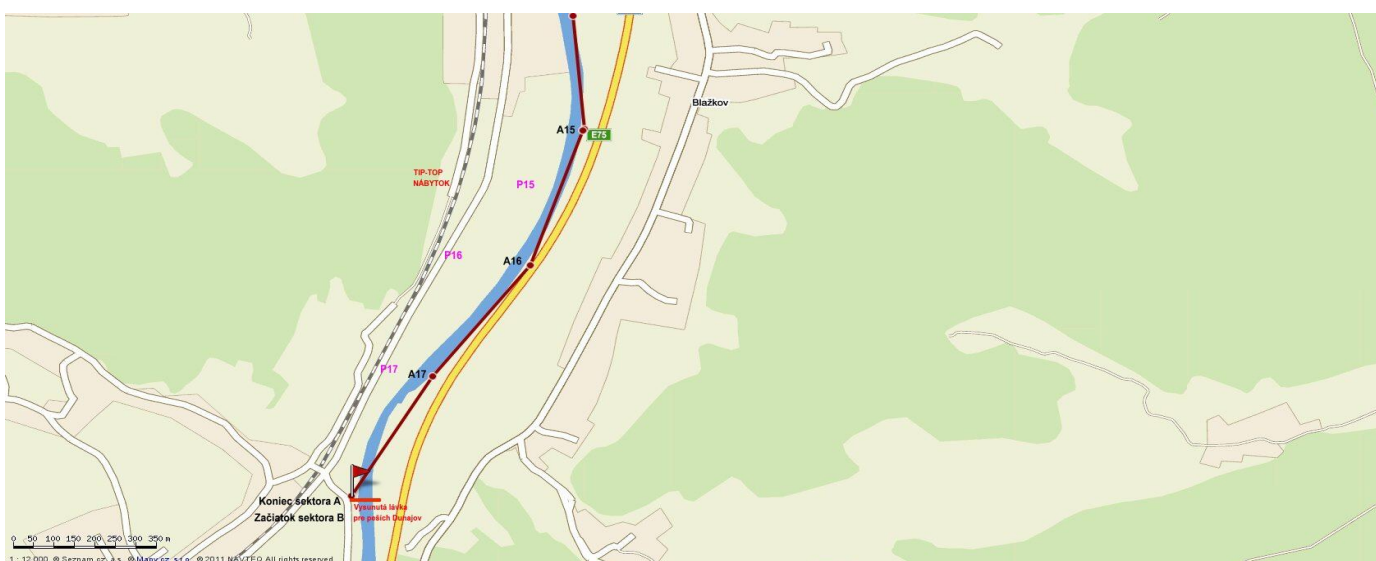 Blažkov
A15
E75
TIP-TOP
NÁBYTOK
P15
P16
A16
P17
A17
Koniec sektora A
Začiatok sektora B
Vysunutá lávka
pre peších Dunajov
0 50 100 150 200 250 300 350 m
1 : 12 000 © Seznam.cz, a.s., © Mapy.cz, s.r.o., © 2011 NAVTEQ All rights reserved